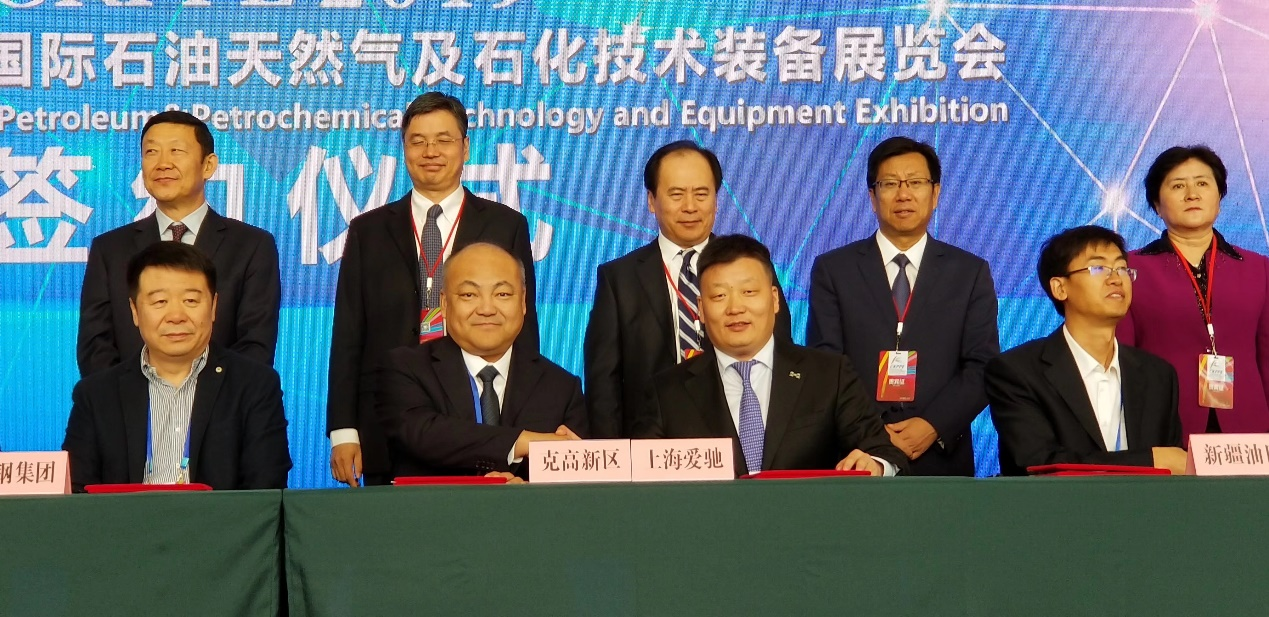 2019
国际石油天然气及石化技术装备展览会
Petroleum&Petrochemical Technology and Equipment Exhibition
签约仪式
钢集团
克高新区
上海爱驰
新疆油